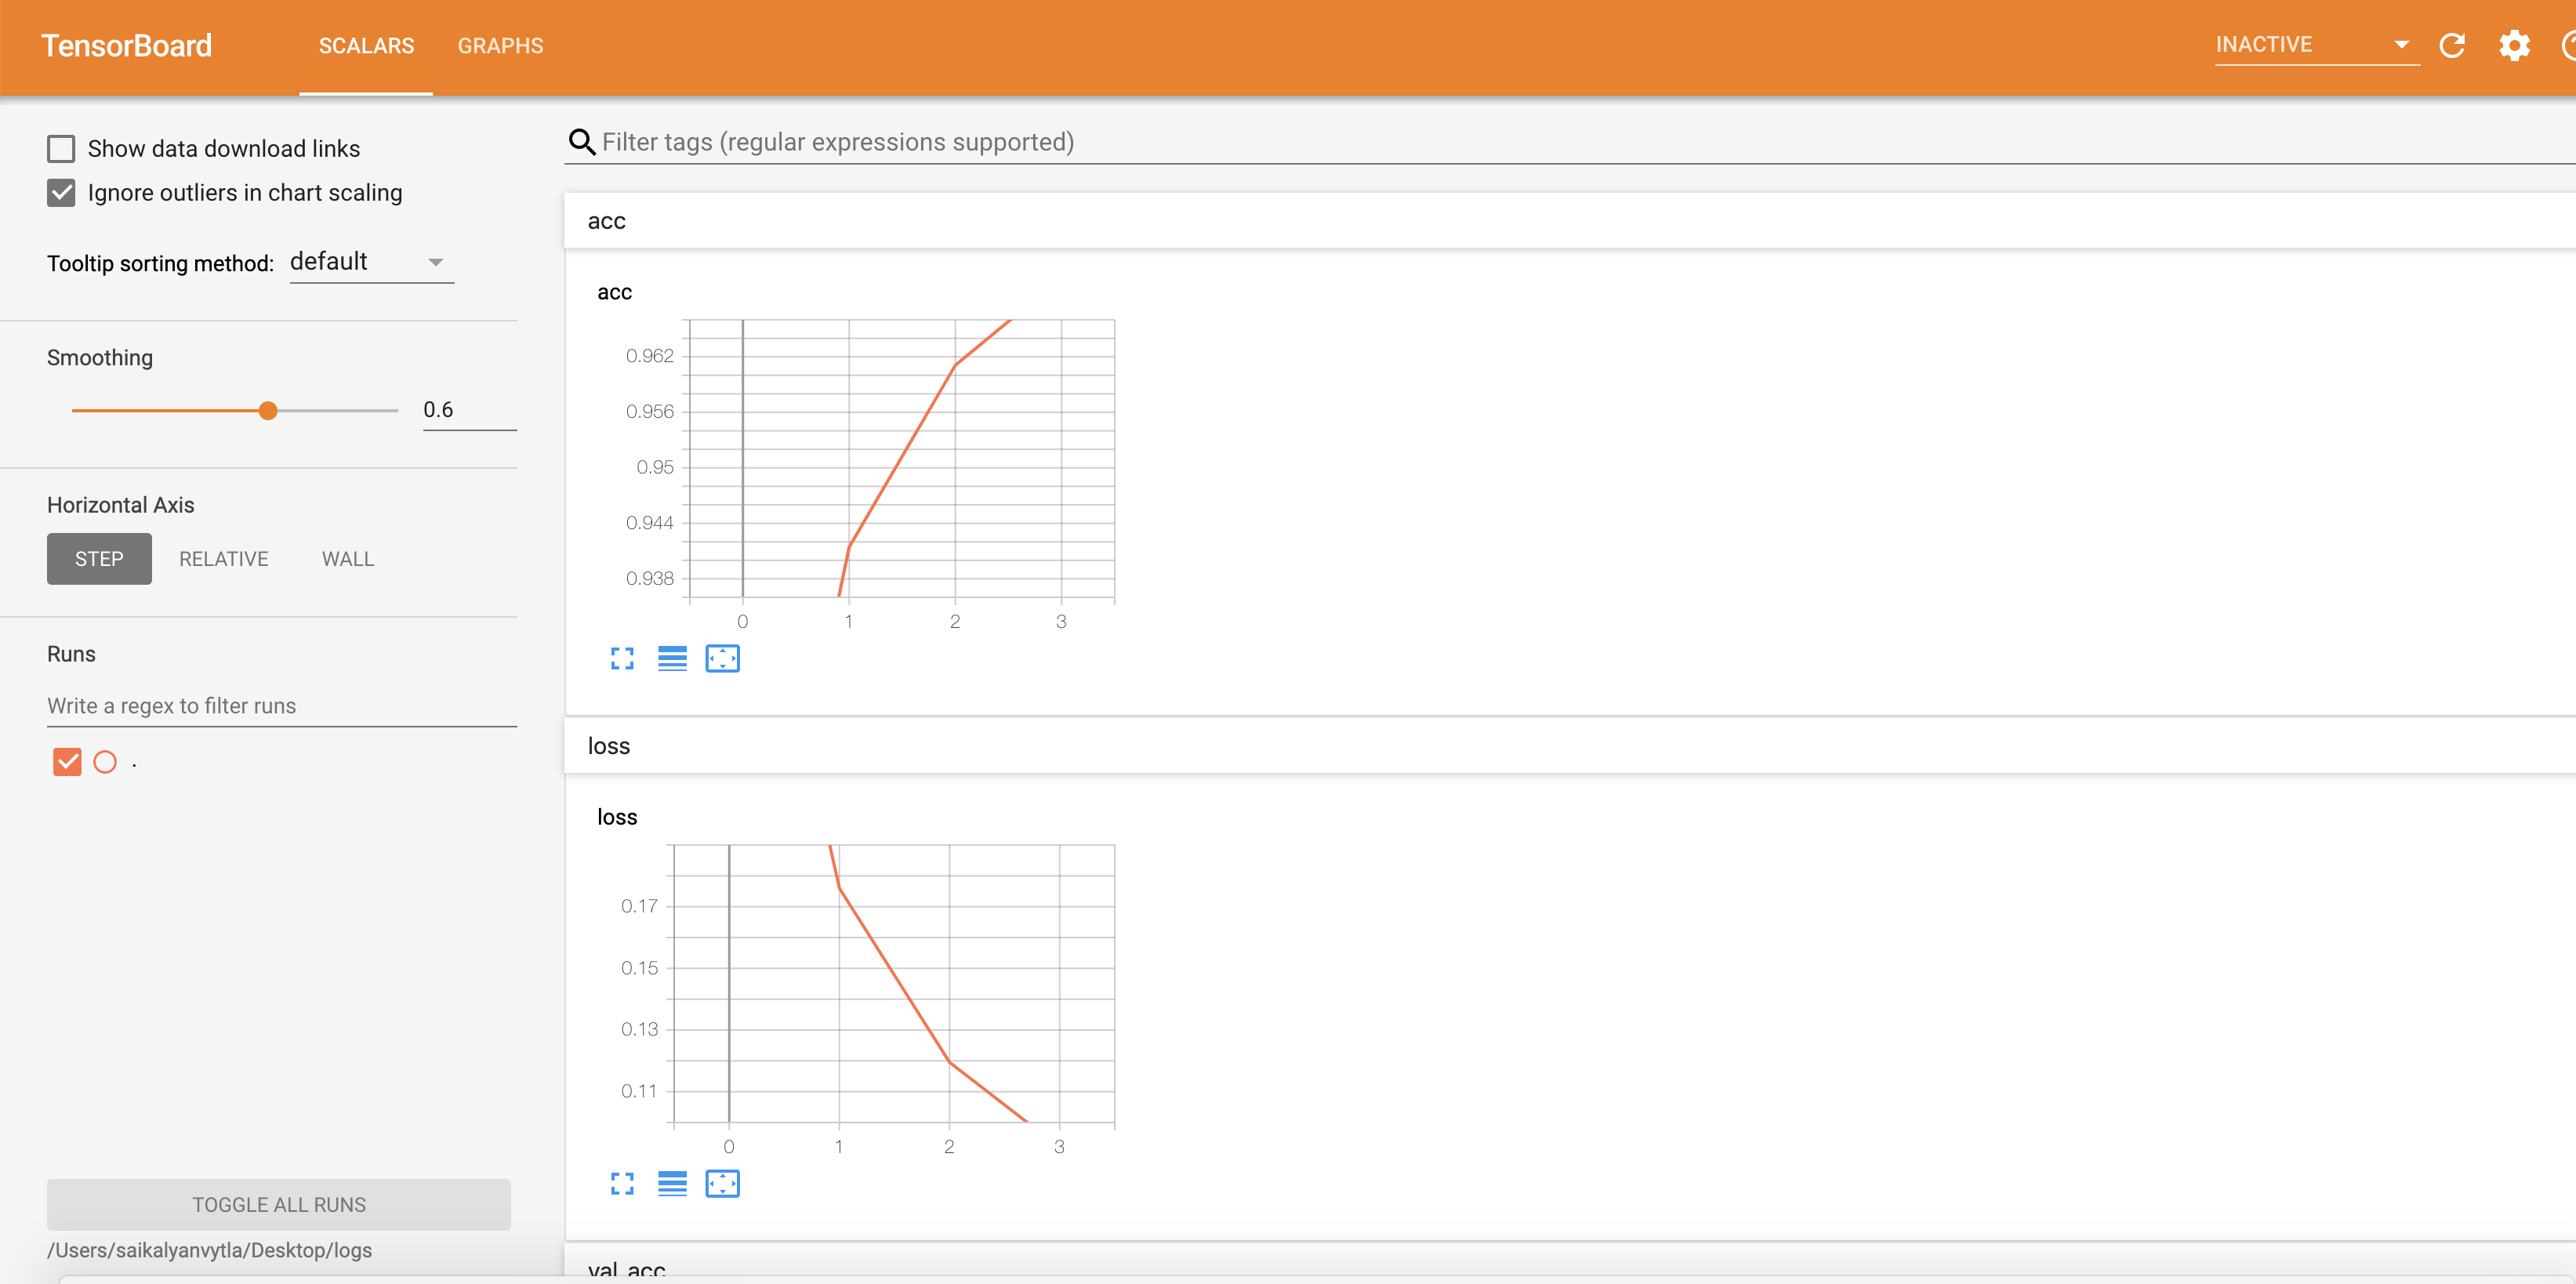 TensorBoard SCALARS GRAPHS INACTIVE
Show data download links
Ignore outliers in chart scaling
Tooltip sorting method: default
Smoothing
0.6
Horizontal Axis
STEP RELATIVE WALL
Runs
Write a regex to filter runs
.
TOGGLE ALL RUNS
/Users/saikalyanvytla/Desktop/logs
Filter tags (regular expressions supported)
acc
acc
0.962
0.956
0.95
0.944
0.938
0 1 2 3
loss
loss
0.17
0.15
0.13
0.11
0 1 2 3
val_acc